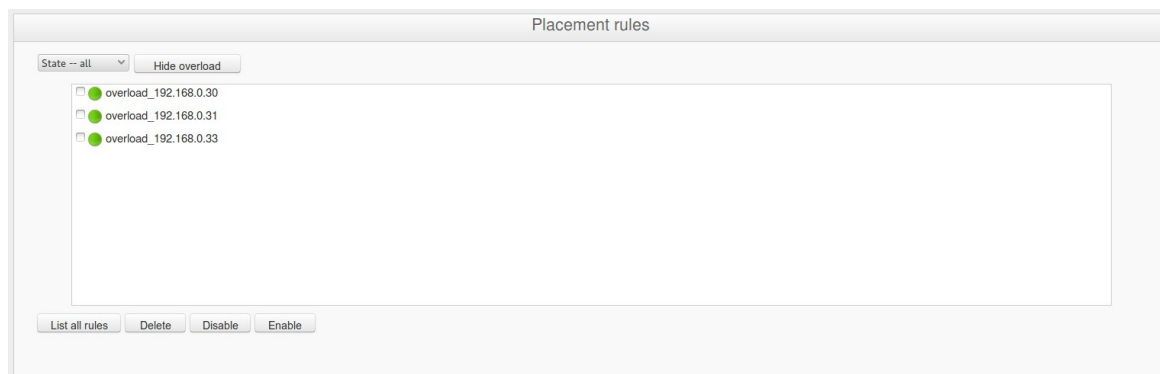 Placement rules
State -- all Hide overload
overload_192.168.0.30
overload_192.168.0.31
overload_192.168.0.33
List all rules Delete Disable Enable